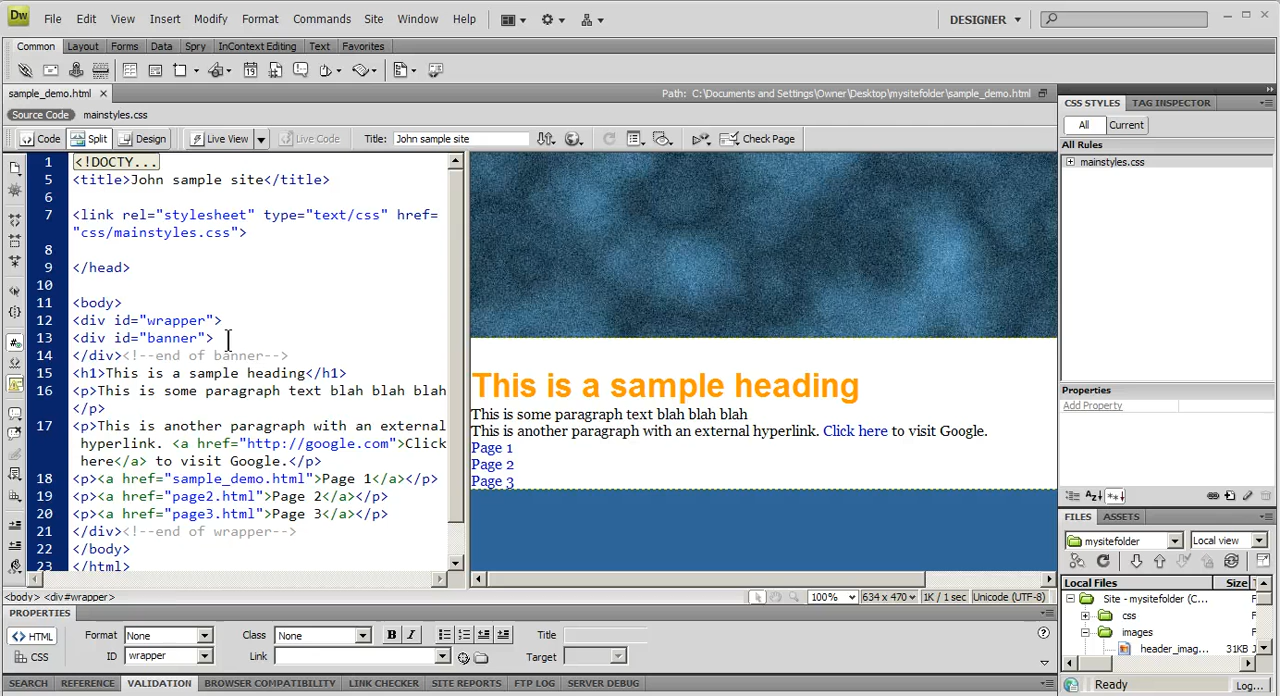 Dw File Edit View Insert Modify Format Commands Site Window Help DESIGNER
Common Layout Forms Data Spry InContext Editing Text Favorites
sample_demo.html Path: C:\Documents and Settings\Owner\Desktop\mysitefolder\sample_demo.html
Source Code mainstyles.css
Code Split Design Live View Live Code Title: John sample site Check Page
1 <!DOCTY...
5 <title>John sample site</title>
6
7 <link rel="stylesheet" type="text/css" href=
"css/mainstyles.css">
8
9 </head>
10
11 <body>
12 <div id="wrapper">
13 <div id="banner">
14 </div><!--end of banner-->
15 <h1>This is a sample heading</h1>
16 <p>This is some paragraph text blah blah blah
</p>
17 <p>This is another paragraph with an external
hyperlink. <a href="http://google.com">Click
here</a> to visit Google.</p>
18 <p><a href="sample_demo.html">Page 1</a></p>
19 <p><a href="page2.html">Page 2</a></p>
20 <p><a href="page3.html">Page 3</a></p>
21 </div><!--end of wrapper-->
22 </body>
23 </html>
This is a sample heading
This is some paragraph text blah blah blah
This is another paragraph with an external hyperlink. Click here to visit Google.
Page 1
Page 2
Page 3
CSS STYLES TAG INSPECTOR
All Current
All Rules
mainstyles.css
Properties
Add Property
FILES ASSETS
mysitefolder Local view
Local Files Size
Site - mysitefolder (C...
css
images
header_imag... 31KB
Ready Log...
<body> <div#wrapper> 100% 634 x 470 1K / 1 sec Unicode (UTF-8)
PROPERTIES
HTML Format None Class None B I Title
CSS ID wrapper Link Target
SEARCH REFERENCE VALIDATION BROWSER COMPATIBILITY LINK CHECKER SITE REPORTS FTP LOG SERVER DEBUG